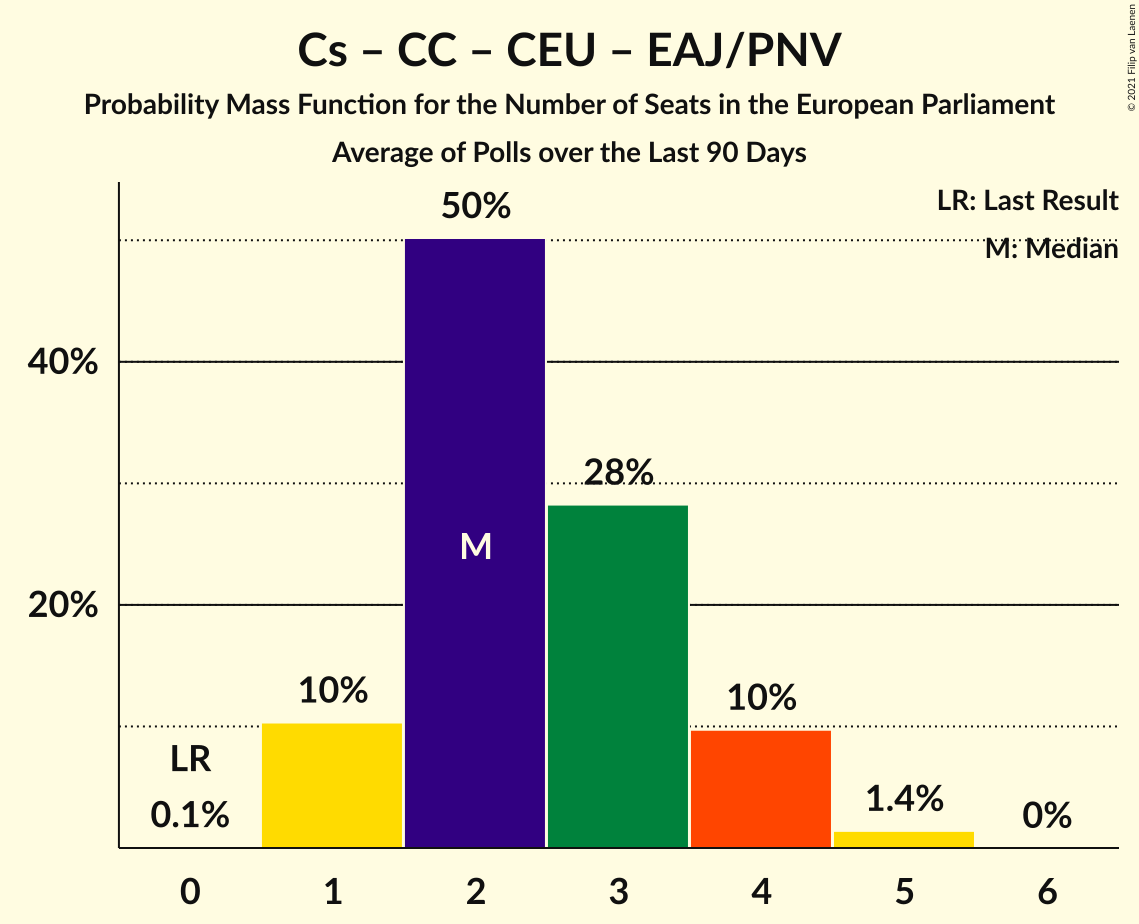 Cs – CC – CEU – EAJ/PNV
Probability Mass Function for the Number of Seats in the European Parliament
Average of Polls over the Last 90 Days
© 2021 Filip van Laenen
LR: Last Result
M: Median
50%
40%
28%
M
20%
10%
10%
LR
0.1%
1.4%
0%
0 1 2 3 4 5 6